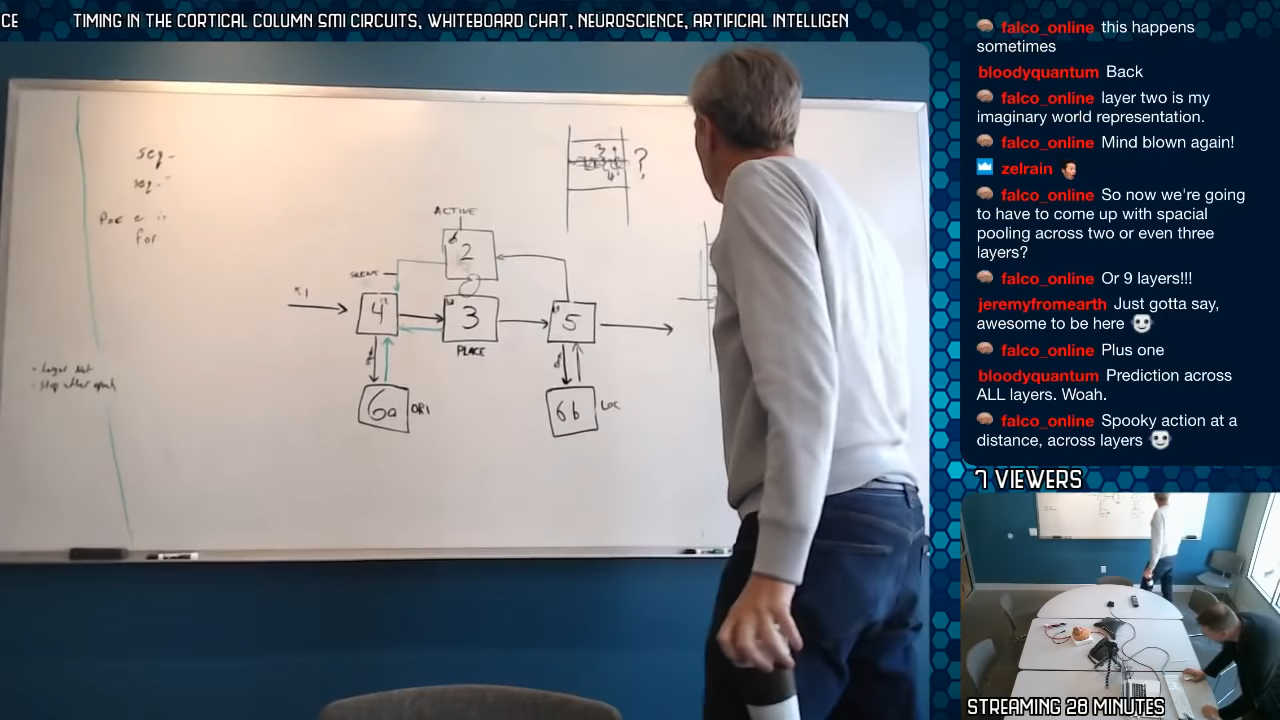 CE TIMING IN THE CORTICAL COLUMN SMI CIRCUITS, WHITEBOARD CHAT, NEUROSCIENCE, ARTIFICIAL INTELLIGEN
seq-
seq-
for
ACTIVE
2
4
3
5
PLACE
6a ORI
6b LOC
?
falco_online this happens
sometimes
bloodyquantum Back
falco_online layer two is my
imaginary world representation.
falco_online Mind blown again!
zelrain
falco_online So now we're going
to have to come up with spacial
pooling across two or even three
layers?
falco_online Or 9 layers!!!
jeremyfromearth Just gotta say,
awesome to be here
falco_online Plus one
bloodyquantum Prediction across
ALL layers. Woah.
falco_online Spooky action at a
distance, across layers
7 VIEWERS
STREAMING 28 MINUTES